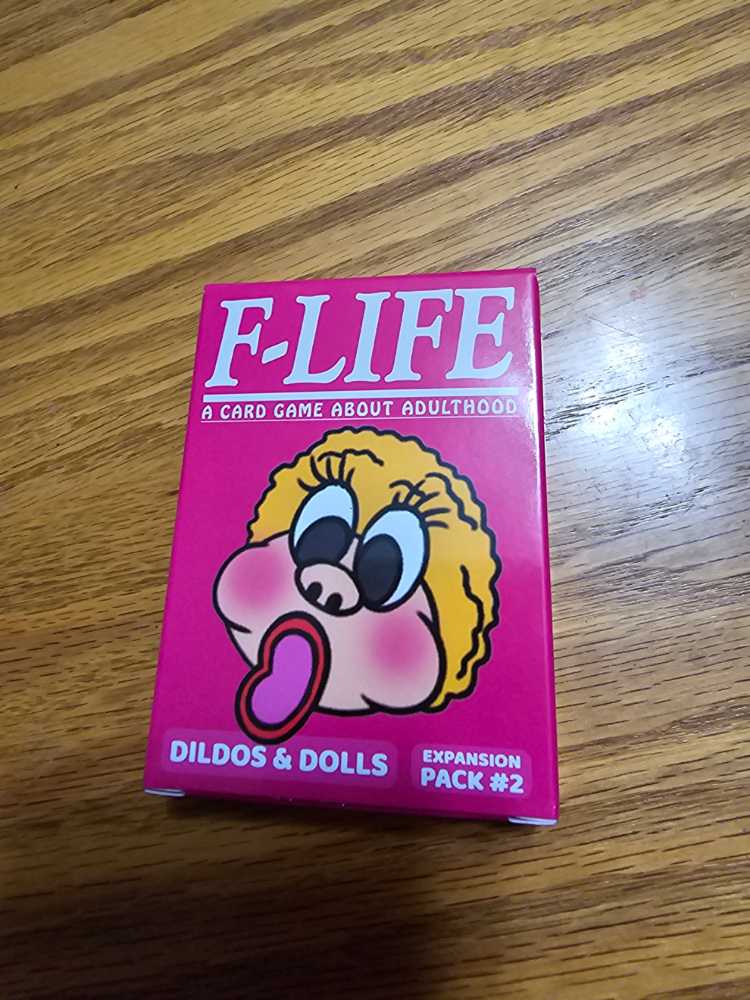 F-LIFE
A CARD GAME ABOUT ADULTHOOD
DILDOS & DOLLS
EXPANSION
PACK #2